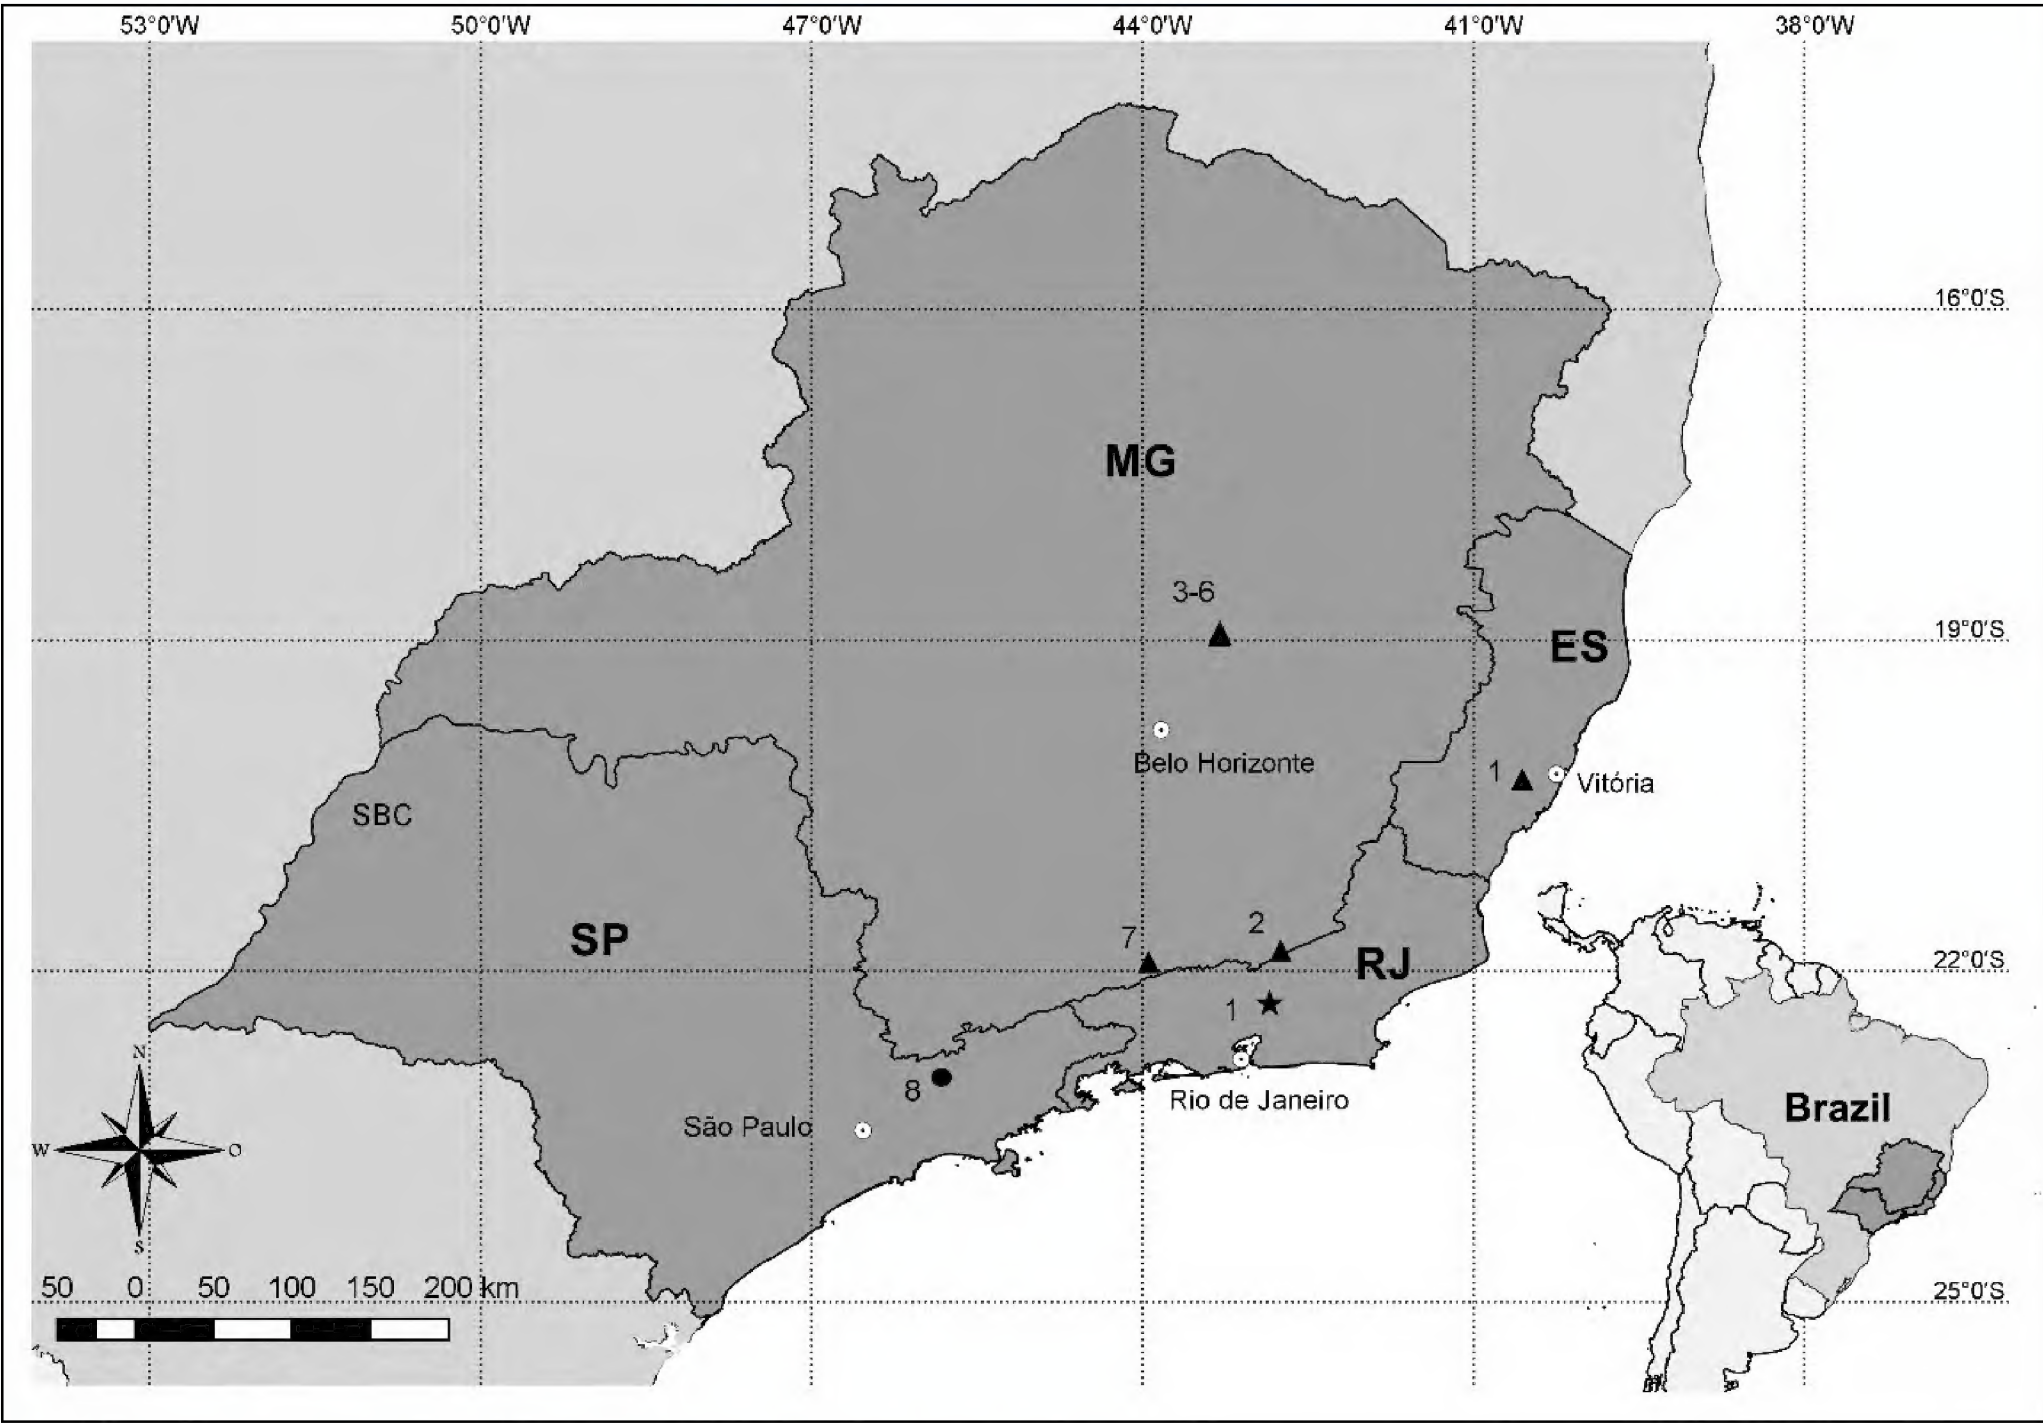 53°0'W 50°0'W 47°0'W 44°0'W 41°0'W 38°0'W
16°0'S
MG
3-6
19°0'S
ES
Belo Horizonte
1
Vitória
SBC
SP
7
2
RJ
22°0'S
1
N
8
Rio de Janeiro
São Paulo
Brazil
W
O
S
50 0 50 100 150 200 km
25°0'S